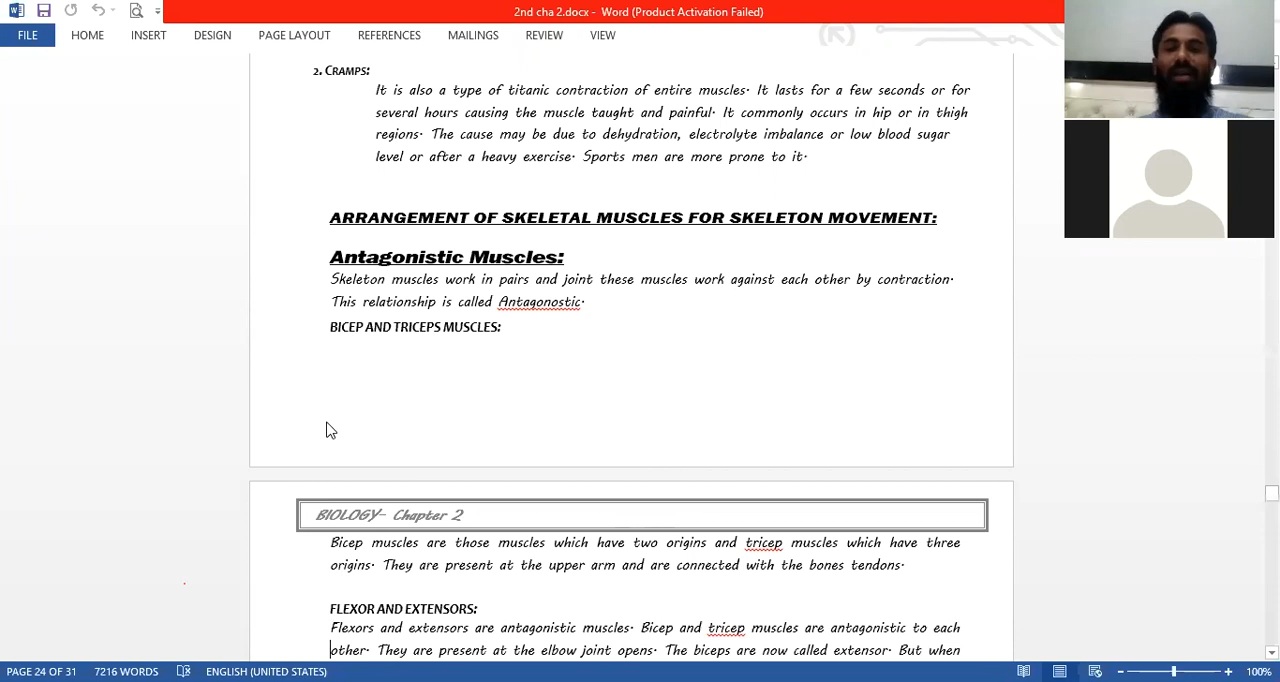 2nd cha 2.docx - Word (Product Activation Failed)
FILE HOME INSERT DESIGN PAGE LAYOUT REFERENCES MAILINGS REVIEW VIEW
2. CRAMPS:
It is also a type of titanic contraction of entire muscles. It lasts for a few seconds or for
several hours causing the muscle taught and painful. It commonly occurs in hip or in thigh
regions. The cause may be due to dehydration, electrolyte imbalance or low blood sugar
level or after a heavy exercise. Sports men are more prone to it.
ARRANGEMENT OF SKELETAL MUSCLES FOR SKELETON MOVEMENT:
Antagonistic Muscles:
Skeleton muscles work in pairs and joint these muscles work against each other by contraction.
This relationship is called Antagonostic.
BICEP AND TRICEPS MUSCLES:
BIOLOGY- Chapter 2
Bicep muscles are those muscles which have two origins and tricep muscles which have three
origins. They are present at the upper arm and are connected with the bones tendons.
FLEXOR AND EXTENSORS:
Flexors and extensors are antagonistic muscles. Bicep and tricep muscles are antagonistic to each
other. They are present at the elbow joint opens. The biceps are now called extensor. But when
PAGE 24 OF 31 7216 WORDS ENGLISH (UNITED STATES) 100%